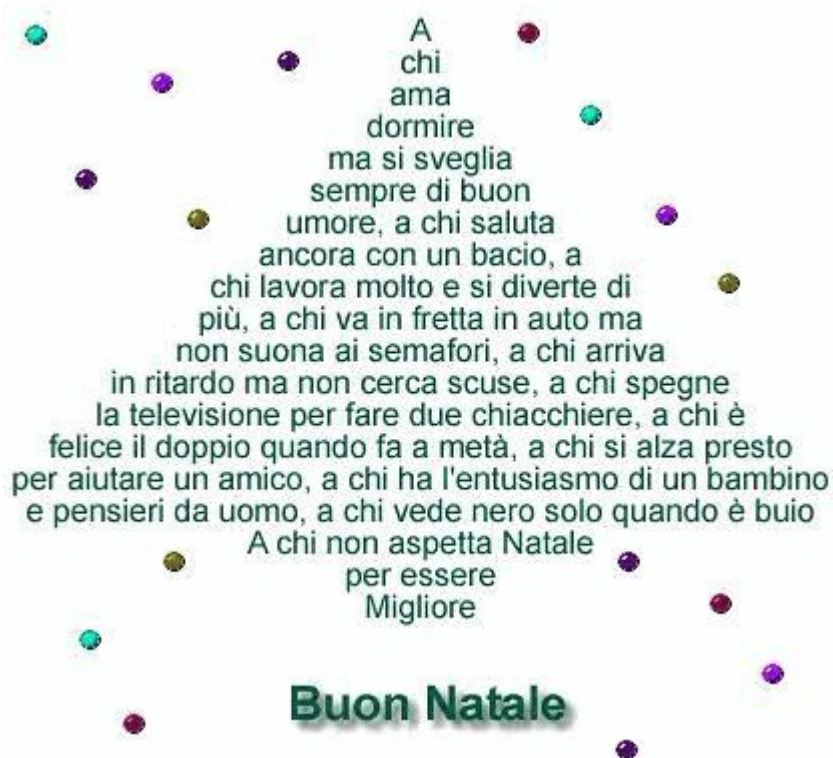 A
chi
ama
dormire
ma si sveglia
sempre di buon
umore, a chi saluta
ancora con un bacio, a
chi lavora molto e si diverte di
più, a chi va in fretta in auto ma
non suona ai semafori, a chi arriva
in ritardo ma non cerca scuse, a chi spegne
la televisione per fare due chiacchiere, a chi è
felice il doppio quando fa a metà, a chi si alza presto
per aiutare un amico, a chi ha l'entusiasmo di un bambino
e pensieri da uomo, a chi vede nero solo quando è buio
A chi non aspetta Natale
per essere
Migliore
Buon Natale